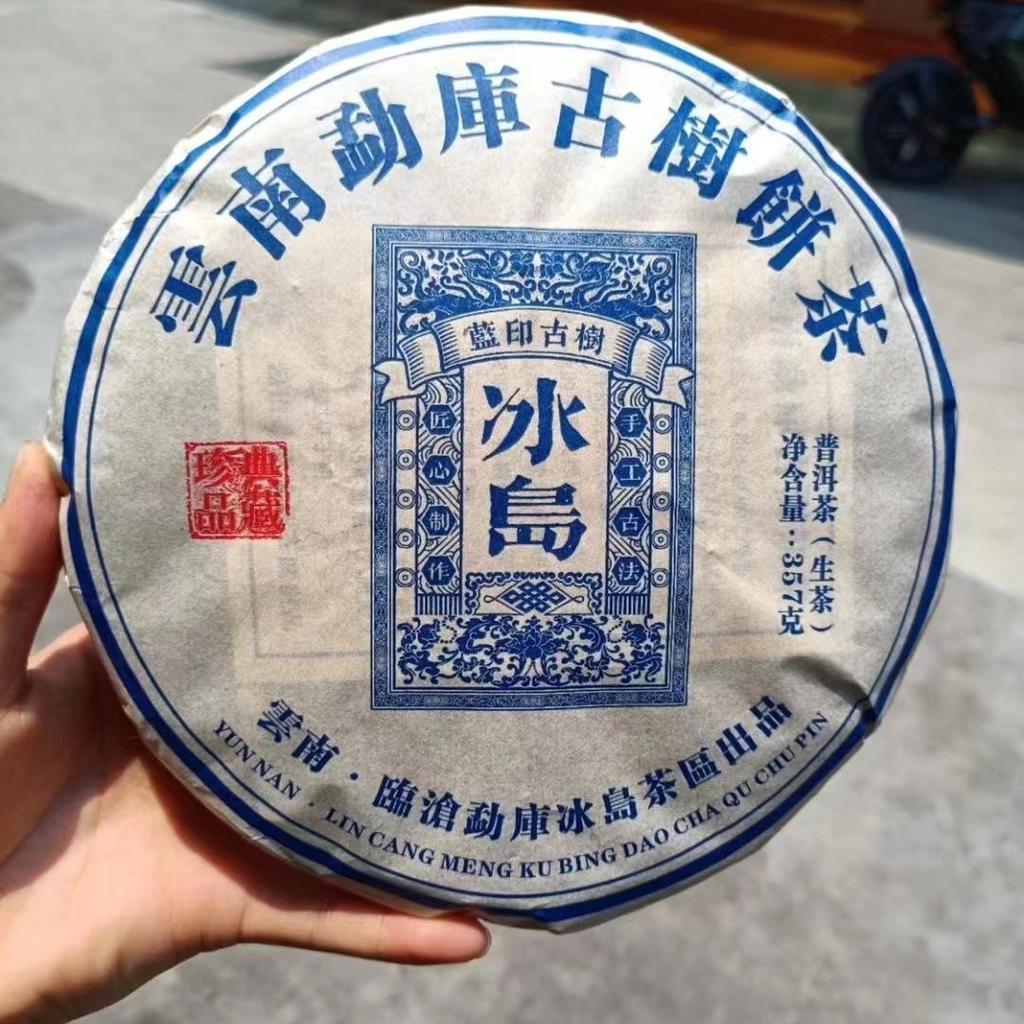 雲南勐庫古樹餅茶
藍印古樹
冰島
手工古法
匠心制作
典藏
珍品
普洱茶(生茶)
净含量:357克
雲南·臨滄勐庫冰島茶區出品
YUNNAN · LIN CANG MENG KU BING DAO CHA QU CHU PIN